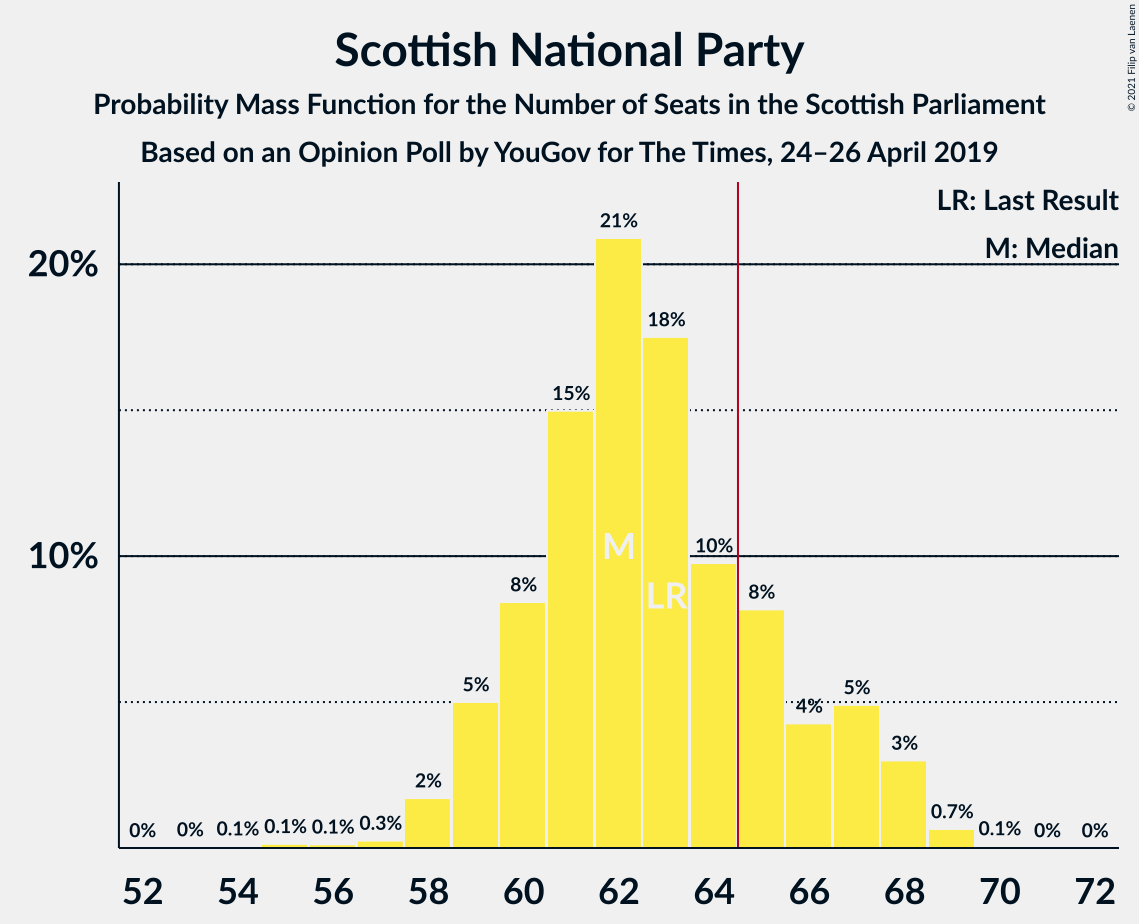 Scottish National Party
Probability Mass Function for the Number of Seats in the Scottish Parliament
Based on an Opinion Poll by YouGov for The Times, 24–26 April 2019
© 2021 Filip van Laenen
LR: Last Result
M: Median
20%
10%
0% 0% 0.1% 0.1% 0.1% 0.3% 2% 5% 8% 15% 21% 18% 10% 8% 4% 5% 3% 0.7% 0.1% 0% 0%
M
LR
52 54 56 58 60 62 64 66 68 70 72